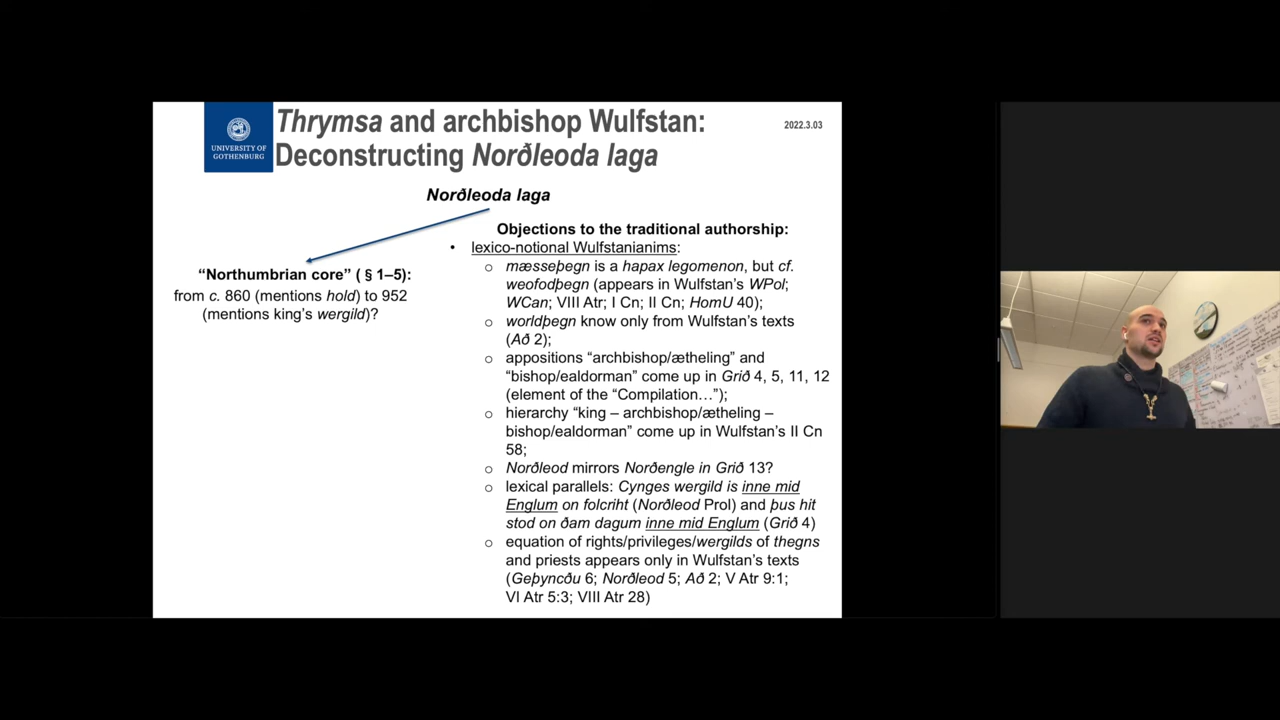 UNIVERSITY OF
GOTHENBURG
Thrymsa and archbishop Wulfstan:
Deconstructing Norðleoda laga
2022.3.03
Norðleoda laga
“Northumbrian core” ( § 1–5):
from c. 860 (mentions hold) to 952
(mentions king’s wergild)?
Objections to the traditional authorship:
• lexico-notional Wulfstanianims:
o mæsseþegn is a hapax legomenon, but cf.
weofodþegn (appears in Wulfstan’s WPol;
WCan; VIII Atr; I Cn; II Cn; HomU 40);
o worldþegn know only from Wulfstan’s texts
(Að 2);
o appositions “archbishop/ætheling” and
“bishop/ealdorman” come up in Grið 4, 5, 11, 12
(element of the “Compilation…”);
o hierarchy “king – archbishop/ætheling –
bishop/ealdorman” come up in Wulfstan’s II Cn
58;
o Norðleod mirrors Norðengle in Grið 13?
o lexical parallels: Cynges wergild is inne mid
Englum on folcriht (Norðleod Prol) and þus hit
stod on ðam dagum inne mid Englum (Grið 4)
o equation of rights/privileges/wergilds of thegns
and priests appears only in Wulfstan’s texts
(Geþyncðu 6; Norðleod 5; Að 2; V Atr 9:1;
VI Atr 5:3; VIII Atr 28)